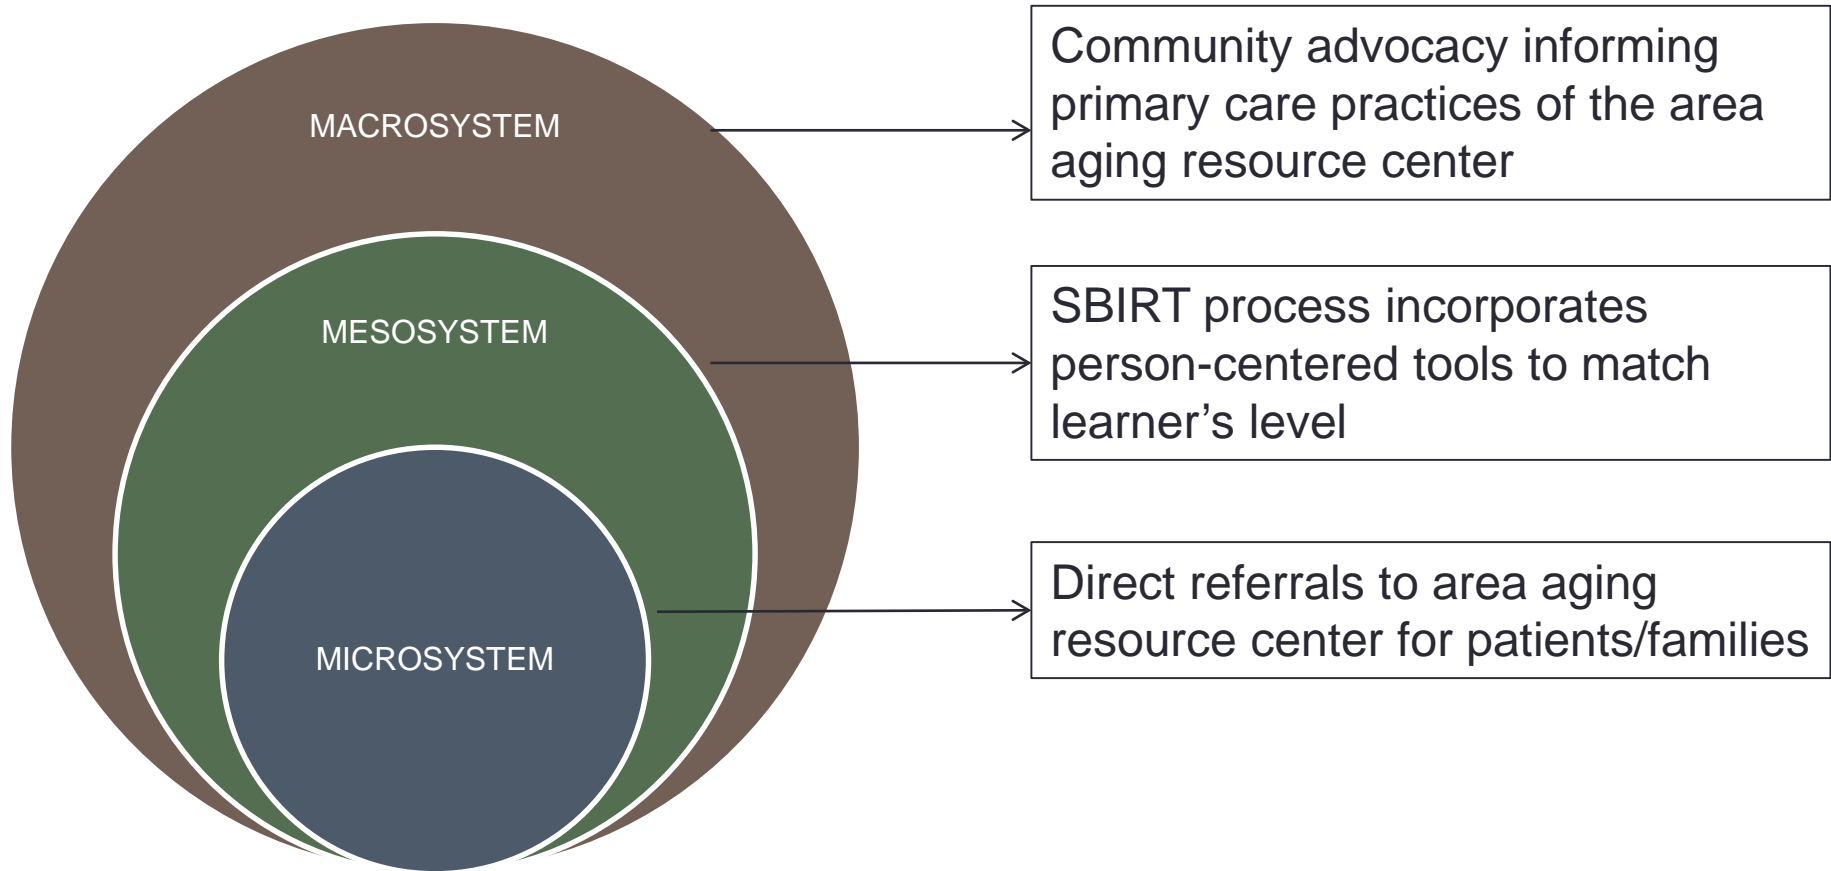 MACROSYSTEM
Community advocacy informing
primary care practices of the area
aging resource center
MESOSYSTEM
SBIRT process incorporates
person-centered tools to match
learner’s level
MICROSYSTEM
Direct referrals to area aging
resource center for patients/families